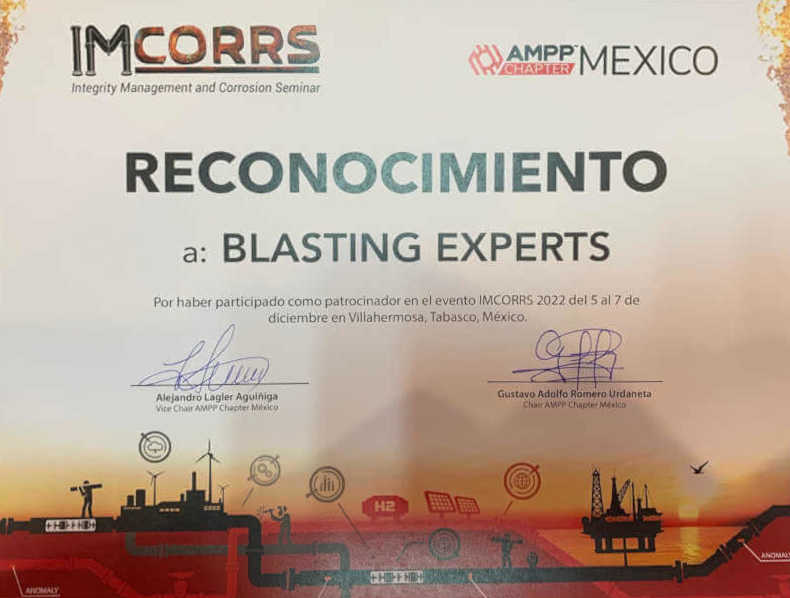 IMCORRS
Integrity Management and Corrosion Seminar
AMPP
CHAPTER
MEXICO
RECONOCIMIENTO
a: BLASTING EXPERTS
Por haber participado como patrocinador en el evento IMCORRS 2022 del 5 al 7 de
diciembre en Villahermosa, Tabasco, México.
Alejandro Lagler Aguiñiga
Vice Chair AMPP Chapter México
Gustavo Adolfo Romero Urdaneta
Chair AMPP Chapter México
H2
ANOMALY
ANOMALY